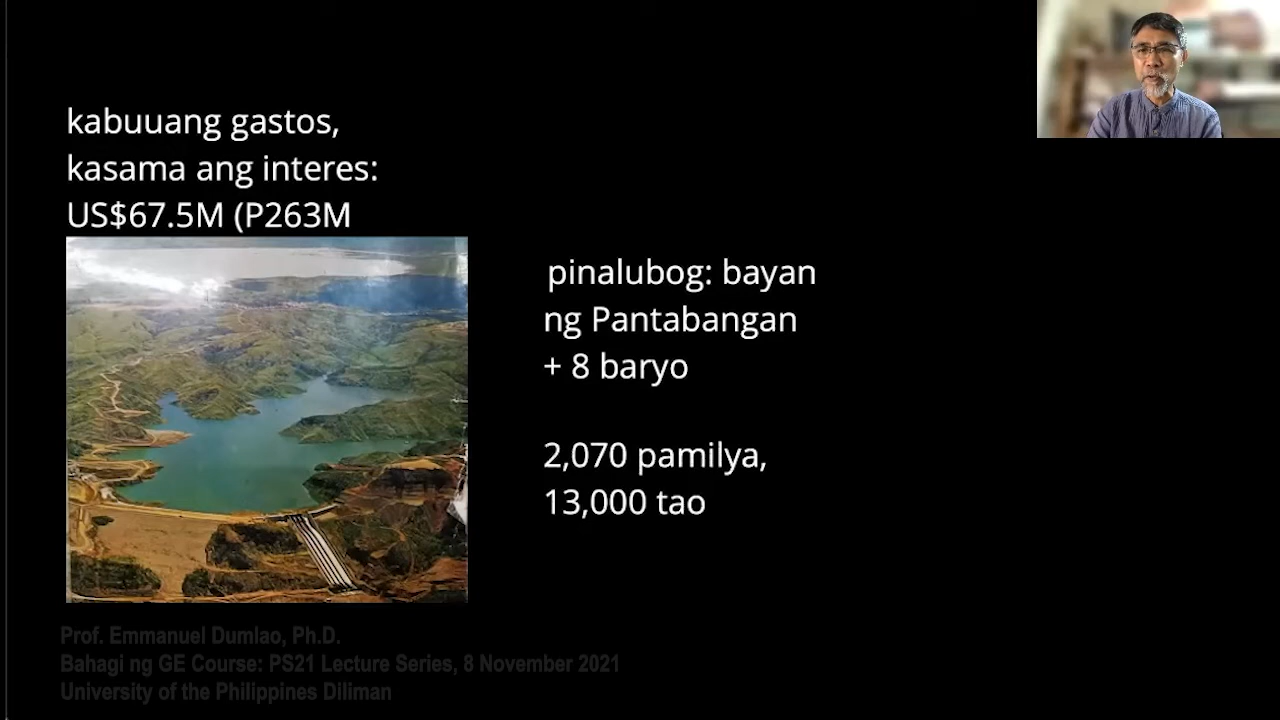 kabuuang gastos,
kasama ang interes:
US$67.5M (P263M
pinalubog: bayan
ng Pantabangan
+ 8 baryo
2,070 pamilya,
13,000 tao
Prof. Emmanuel Dumlao, Ph.D.
Bahagi ng GE Course: PS21 Lecture Series, 8 November 2021
University of the Philippines Diliman